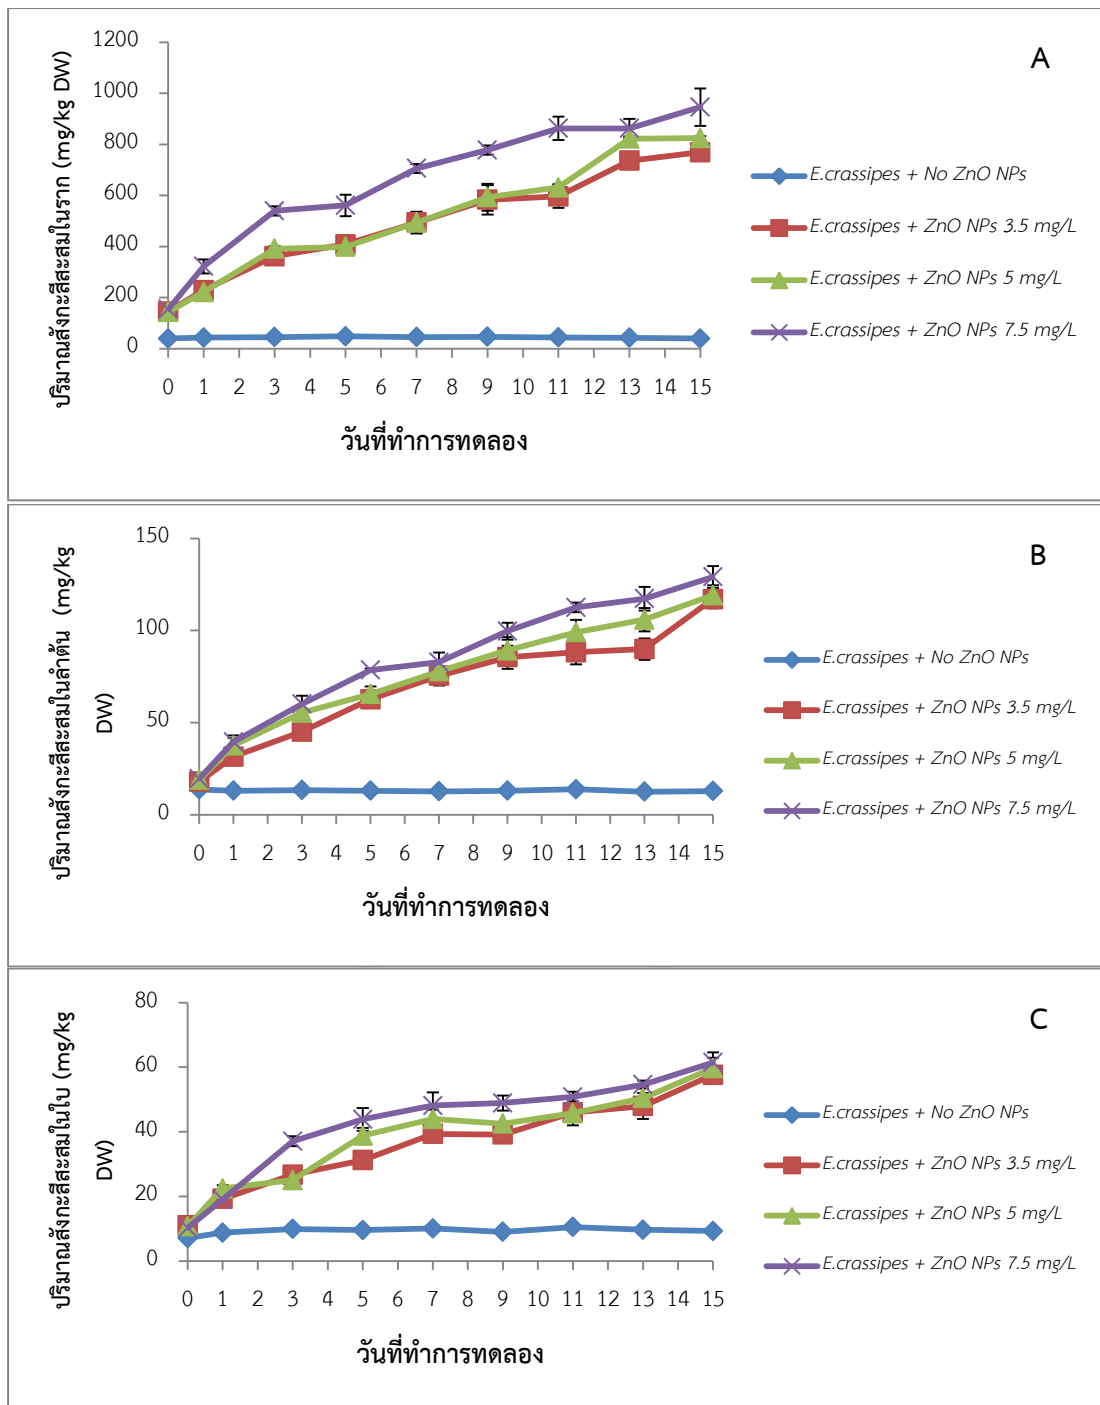 A
ปริมาณสังกะสีสะสมในราก (mg/kg DW)
1200
1000
800
600
400
200
0
0 1 2 3 4 5 6 7 8 9 10 11 12 13 14 15
วันที่ทำการทดลอง
E.crassipes + No ZnO NPs
E.crassipes + ZnO NPs 3.5 mg/L
E.crassipes + ZnO NPs 5 mg/L
E.crassipes + ZnO NPs 7.5 mg/L
B
ปริมาณสังกะสีสะสมในลำต้น (mg/kg
DW)
150
100
50
0
0 1 2 3 4 5 6 7 8 9 10 11 12 13 14 15
วันที่ทำการทดลอง
E.crassipes + No ZnO NPs
E.crassipes + ZnO NPs 3.5 mg/L
E.crassipes + ZnO NPs 5 mg/L
E.crassipes + ZnO NPs 7.5 mg/L
C
ปริมาณสังกะสีสะสมในใบ (mg/kg
DW)
80
60
40
20
0
0 1 2 3 4 5 6 7 8 9 10 11 12 13 14 15
วันที่ทำการทดลอง
E.crassipes + No ZnO NPs
E.crassipes + ZnO NPs 3.5 mg/L
E.crassipes + ZnO NPs 5 mg/L
E.crassipes + ZnO NPs 7.5 mg/L